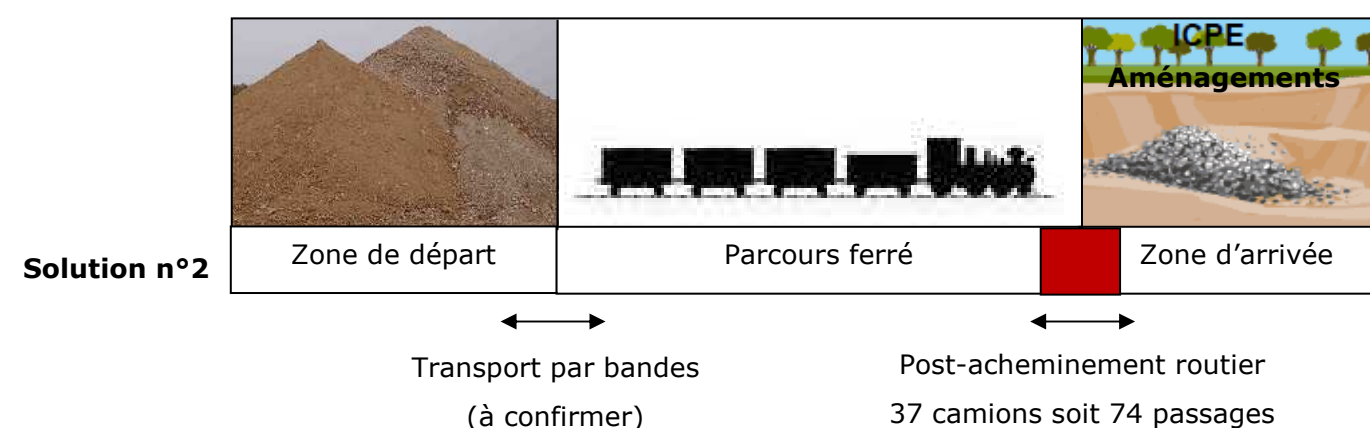 ICPE
Aménagements
Solution n°2
Zone de départ
Parcours ferré
Zone d'arrivée
Transport par bandes
(à confirmer)
Post-acheminement routier
37 camions soit 74 passages